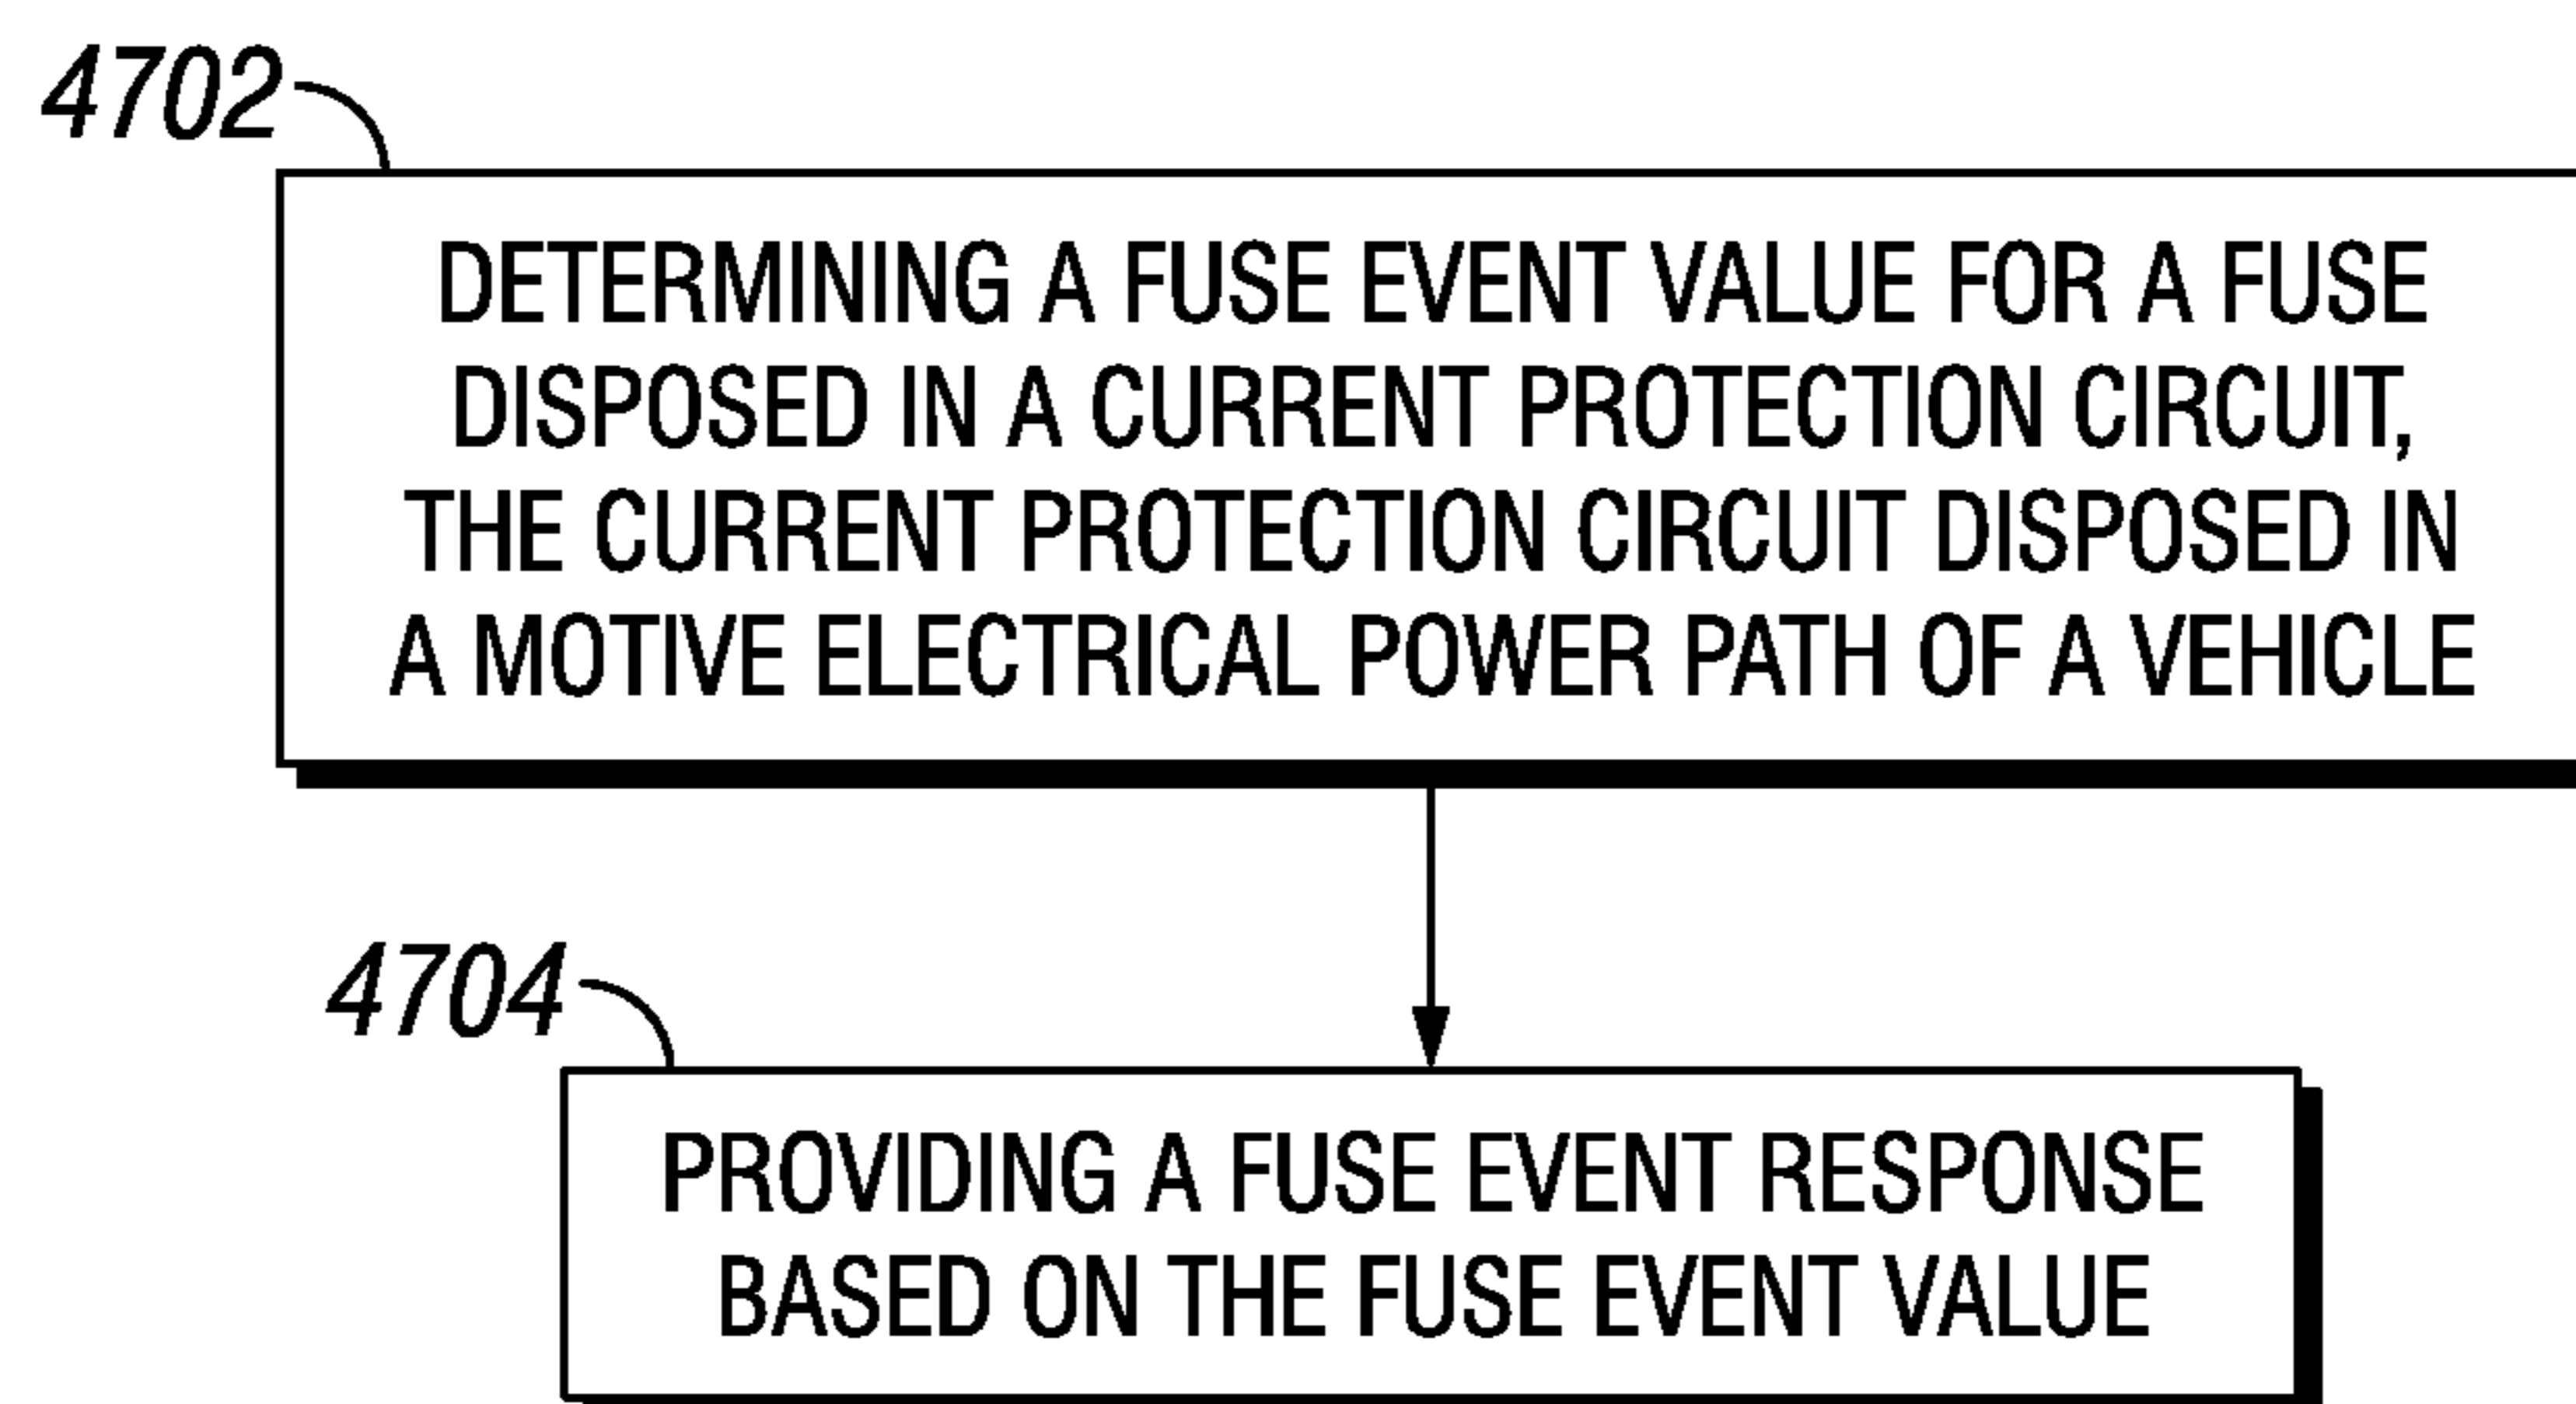 4702
DETERMINING A FUSE EVENT VALUE FOR A FUSE
DISPOSED IN A CURRENT PROTECTION CIRCUIT,
THE CURRENT PROTECTION CIRCUIT DISPOSED IN
A MOTIVE ELECTRICAL POWER PATH OF A VEHICLE
4704
PROVIDING A FUSE EVENT RESPONSE
BASED ON THE FUSE EVENT VALUE